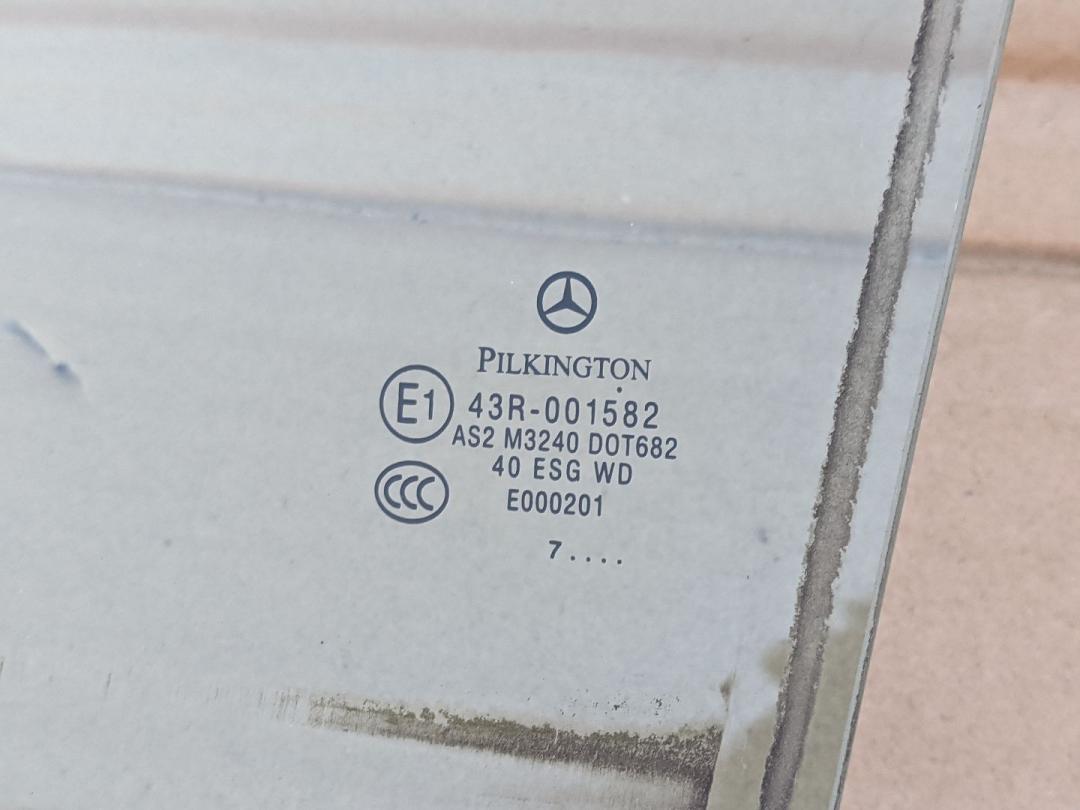 PILKINGTON
E1 43R-001582
AS2 M3240 DOT682
40 ESG WD
CCC E000201
7....